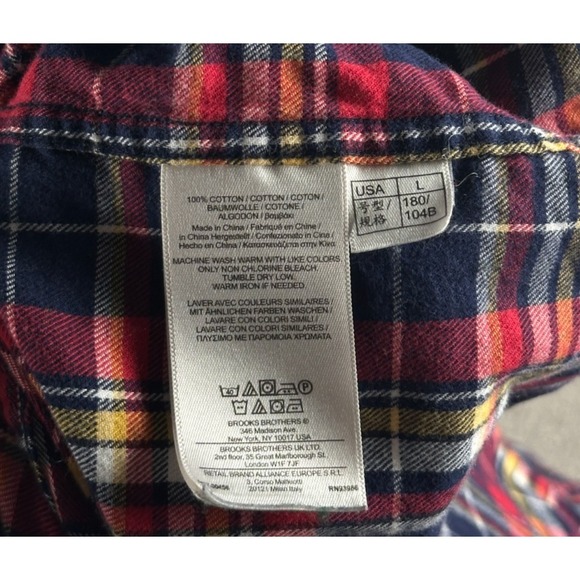 100% COTTON / COTTON / COTON /
BAUMWOLLE / COTONE /
ALGODON / βαμβάκι
Made in China / Fabriqué en China /
in China Hergestellt / Confezionato in Cina /
Hecho en China / Κατασκευάζεται στην Κίνα
MACHINE WASH WARM WITH LIKE COLORS
ONLY NON CHLORINE BLEACH.
TUMBLE DRY LOW.
WARM IRON IF NEEDED.
LAVER AVEC COULEURS SIMILAIRES
MIT ÄHNLICHEN FARBEN WASCHEN /
LAVARE CON COLORI SIMILI /
LAVARE CON COLORI SIMILARES /
ΠΛΥΣΙΜΟ ΜΕ ΠΑΡΟΜΟΙΑ ΧΡΩΜΑΤΑ
BROOKS BROTHERS ®
346 Madison Ave.
New York, NY 10017 USA
BROOKS BROTHERS UK LTD.
2nd floor, 35 Great Marlborough St.
London W1F 7JF
RETAIL BRAND ALLIANCE EUROPE S.R.L.
3, Corso Matteotti
20121 Milan Italy
RN93986
USA L
号型/规格 180/104B